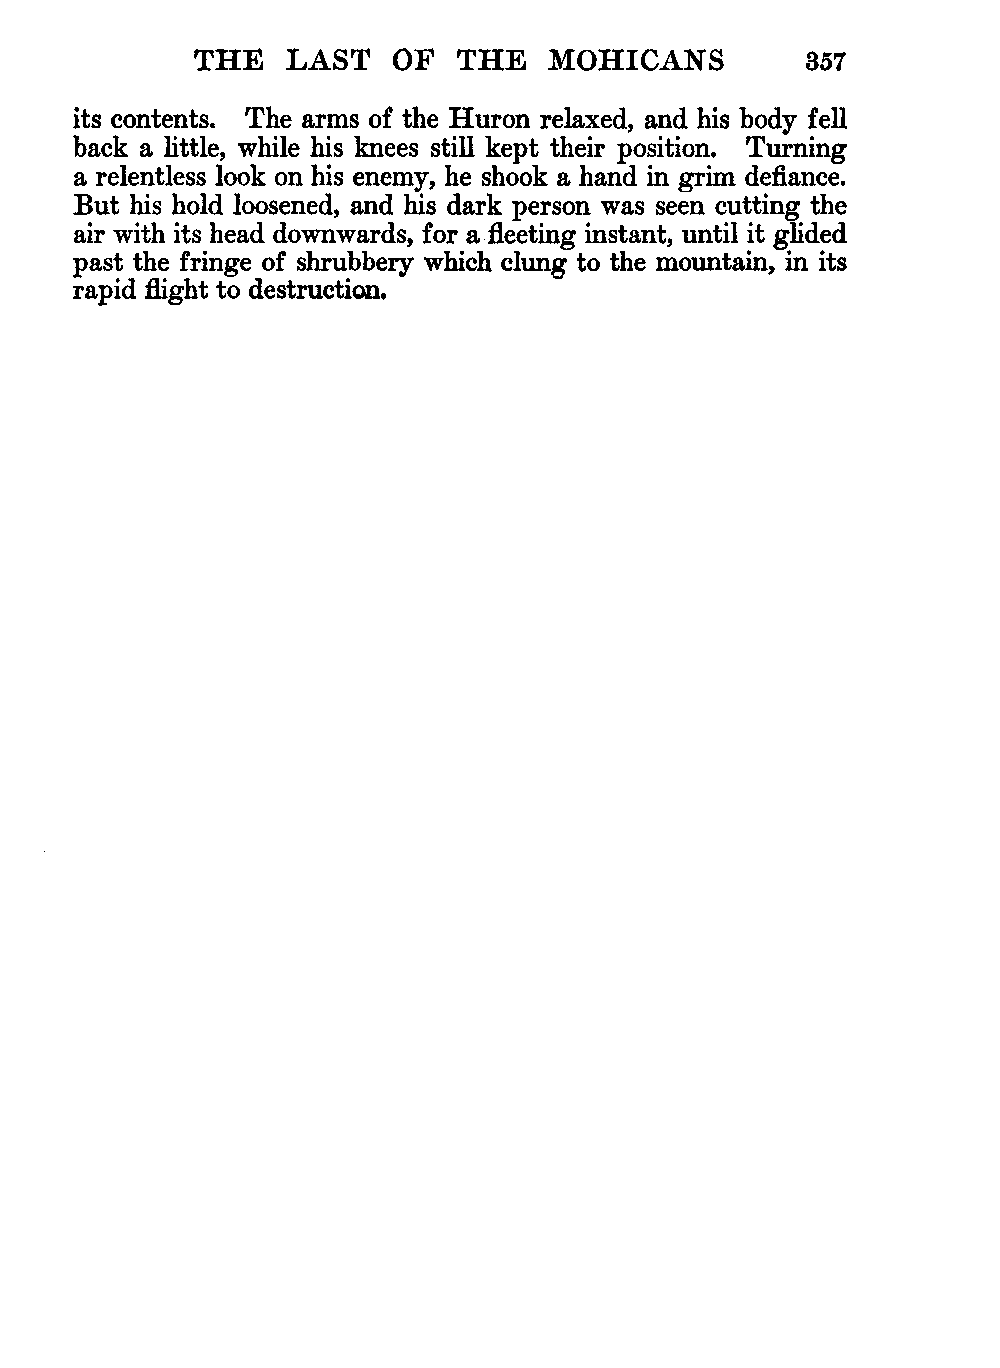 THE LAST OF THE MOHICANS 357
its contents. The arms of the Huron relaxed, and his body fell
back a little, while his knees still kept their position. Turning
a relentless look on his enemy, he shook a hand in grim defiance.
But his hold loosened, and his dark person was seen cutting the
air with its head downwards, for a fleeting instant, until it glided
past the fringe of shrubbery which clung to the mountain, in its
rapid flight to destruction.